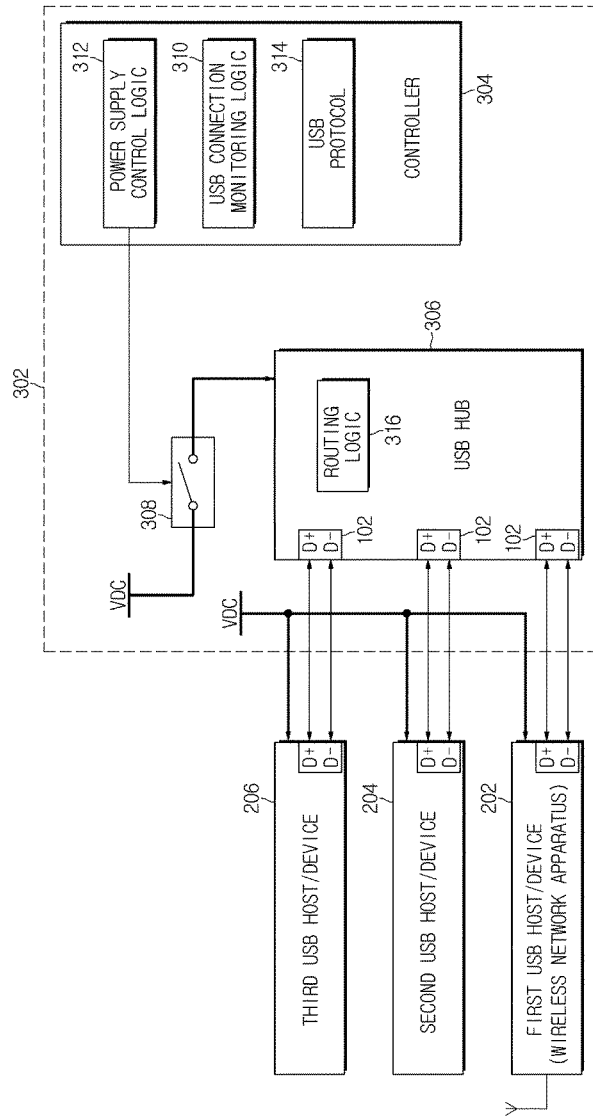 302
312
POWER SUPPLY
CONTROL LOGIC
310
USB CONNECTION
MONITORING LOGIC
314
USB
PROTOCOL
CONTROLLER
304
VDC
308
VDC
306
ROUTING
LOGIC
316
USB HUB
D+
D-
102
D+
D-
102
D+
D-
102
206
THIRD USB HOST/DEVICE
D+
D-
204
SECOND USB HOST/DEVICE
D+
D-
202
FIRST USB HOST/DEVICE
(WIRELESS NETWORK APPARATUS)
D+
D-